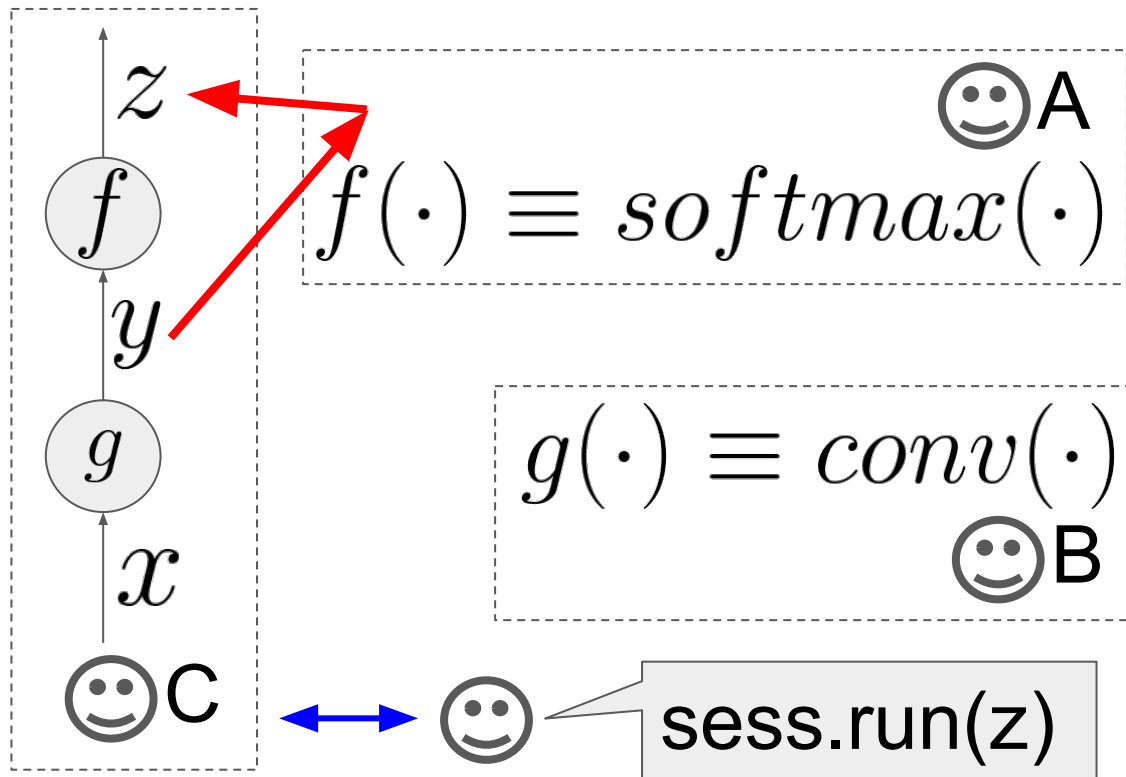 z
f
y
g
x
C
A
f(·) ≡ softmax(·)
g(·) ≡ conv(·)
B
sess.run(z)